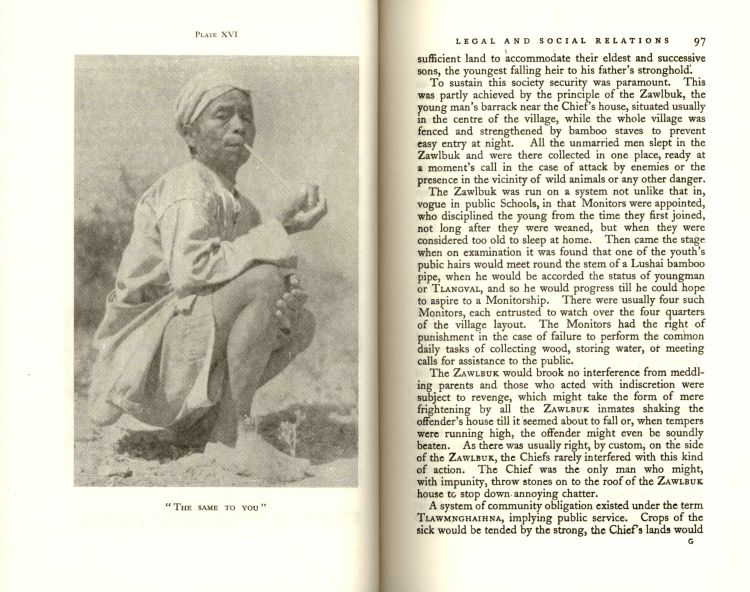 PLATE XVI
"THE SAME TO YOU"
LEGAL AND SOCIAL RELATIONS 97
sufficient land to accommodate their eldest and successive
sons, the youngest falling heir to his father's stronghold.
To sustain this society security was paramount. This
was partly achieved by the principle of the Zawlbuk, the
young man's barrack near the Chief's house, situated usually
in the centre of the village, while the whole village was
fenced and strengthened by bamboo staves to prevent
easy entry at night. All the unmarried men slept in the
Zawlbuk and were there collected in one place, ready at
a moment's call in the case of attack by enemies or the
presence in the vicinity of wild animals or any other danger.
The Zawlbuk was run on a system not unlike that in,
vogue in public Schools, in that Monitors were appointed,
who disciplined the young from the time they first joined,
not long after they were weaned, but when they were
considered too old to sleep at home. Then came the stage
when on examination it was found that one of the youth's
pubic hairs would meet round the stem of a Lushai bamboo
pipe, when he would be accorded the status of youngman
or TLANGVAL, and so he would progress till he could hope
to aspire to a Monitorship. There were usually four such
Monitors, each entrusted to watch over the four quarters
of the village layout. The Monitors had the right of
punishment in the case of failure to perform the common
daily tasks of collecting wood, storing water, or meeting
calls for assistance to the public.
The ZAWLBUK would brook no interference from meddl-
ing parents and those who acted with indiscretion were
subject to revenge, which might take the form of mere
frightening by all the ZAWLBUK inmates shaking the
offender's house till it seemed about to fall or, when tempers
were running high, the offender might even be soundly
beaten. As there was usually right, by custom, on the side
of the ZAWLBUK, the Chiefs rarely interfered with this kind
of action. The Chief was the only man who might,
with impunity, throw stones on to the roof of the ZAWLBUK
house to stop down annoying chatter.
A system of community obligation existed under the term
TLAWMNGHAIHNA, implying public service. Crops of the
sick would be tended by the strong, the Chief's lands would
G